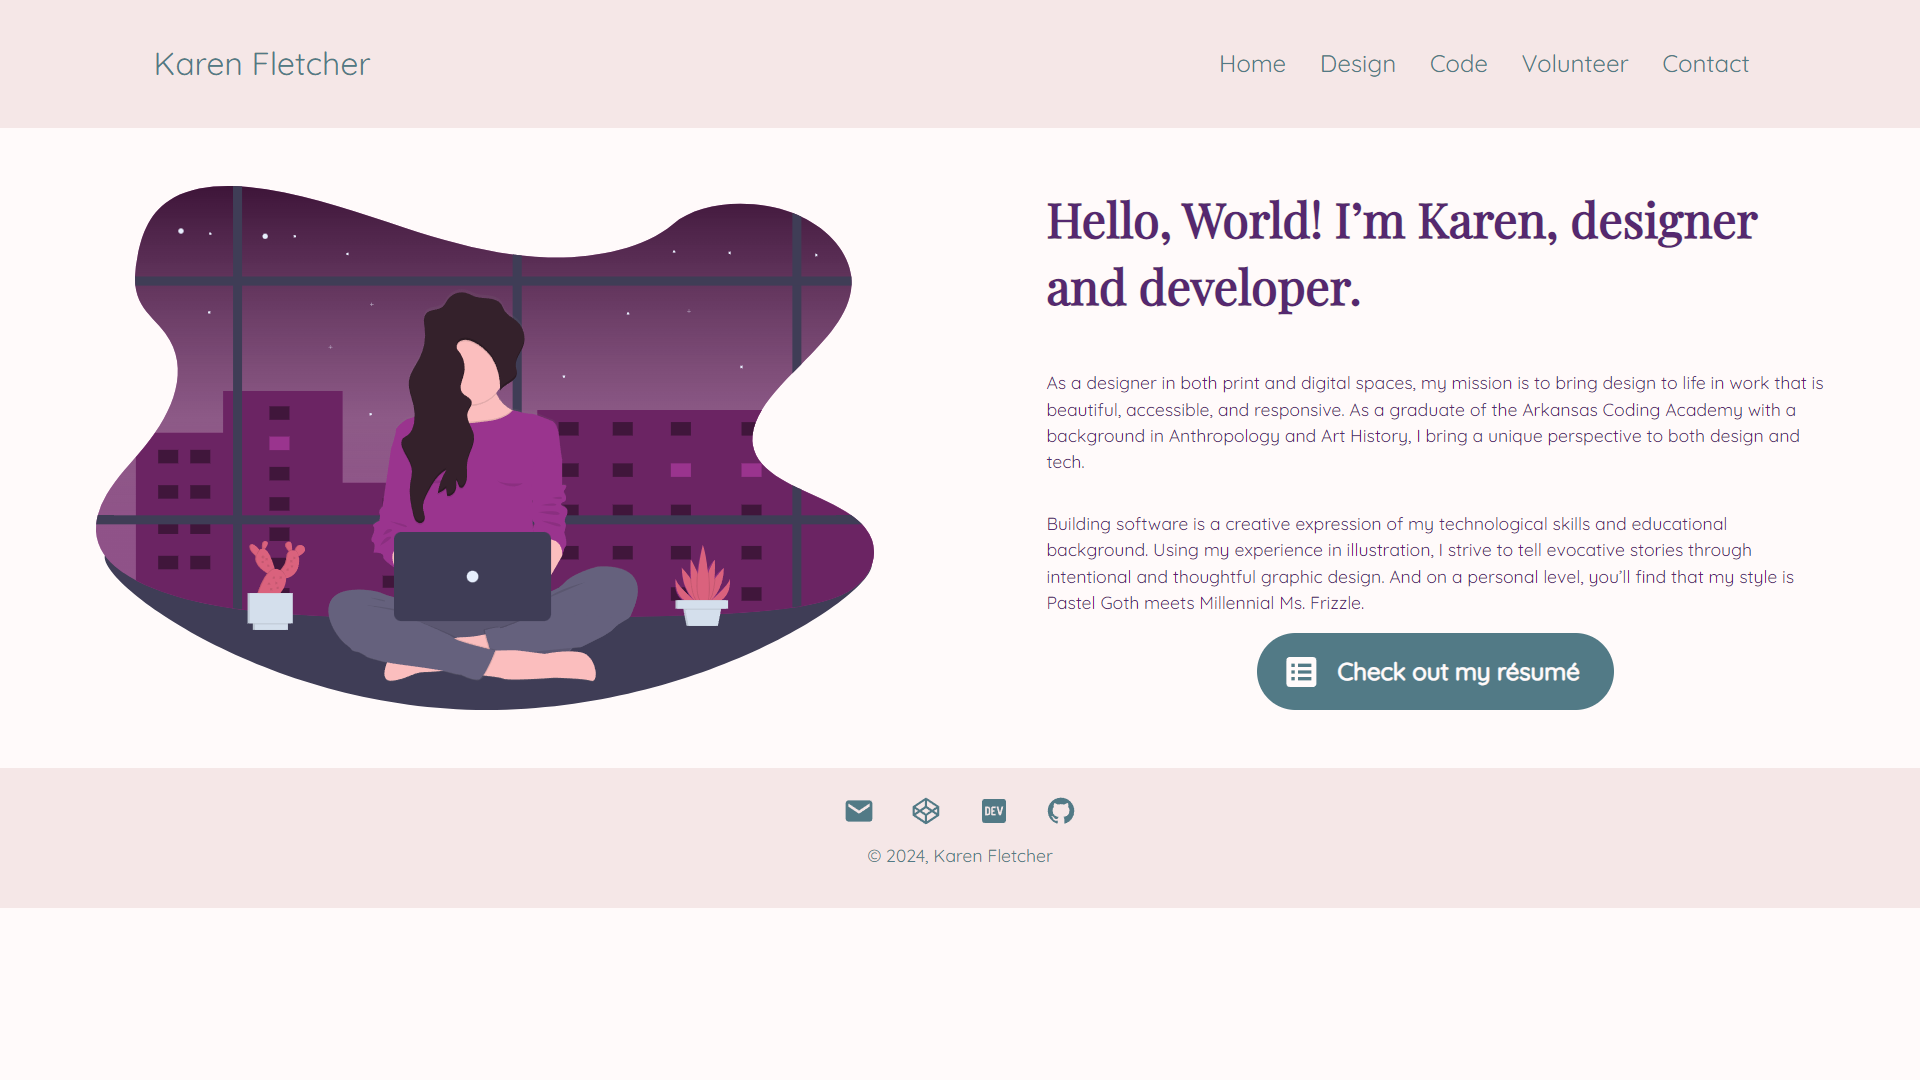 Karen Fletcher
Home Design Code Volunteer Contact
Hello, World! I’m Karen, designer
and developer.
As a designer in both print and digital spaces, my mission is to bring design to life in work that is
beautiful, accessible, and responsive. As a graduate of the Arkansas Coding Academy with a
background in Anthropology and Art History, I bring a unique perspective to both design and
tech.
Building software is a creative expression of my technological skills and educational
background. Using my experience in illustration, I strive to tell evocative stories through
intentional and thoughtful graphic design. And on a personal level, you’ll find that my style is
Pastel Goth meets Millennial Ms. Frizzle.
Check out my résumé
DEV
© 2024, Karen Fletcher